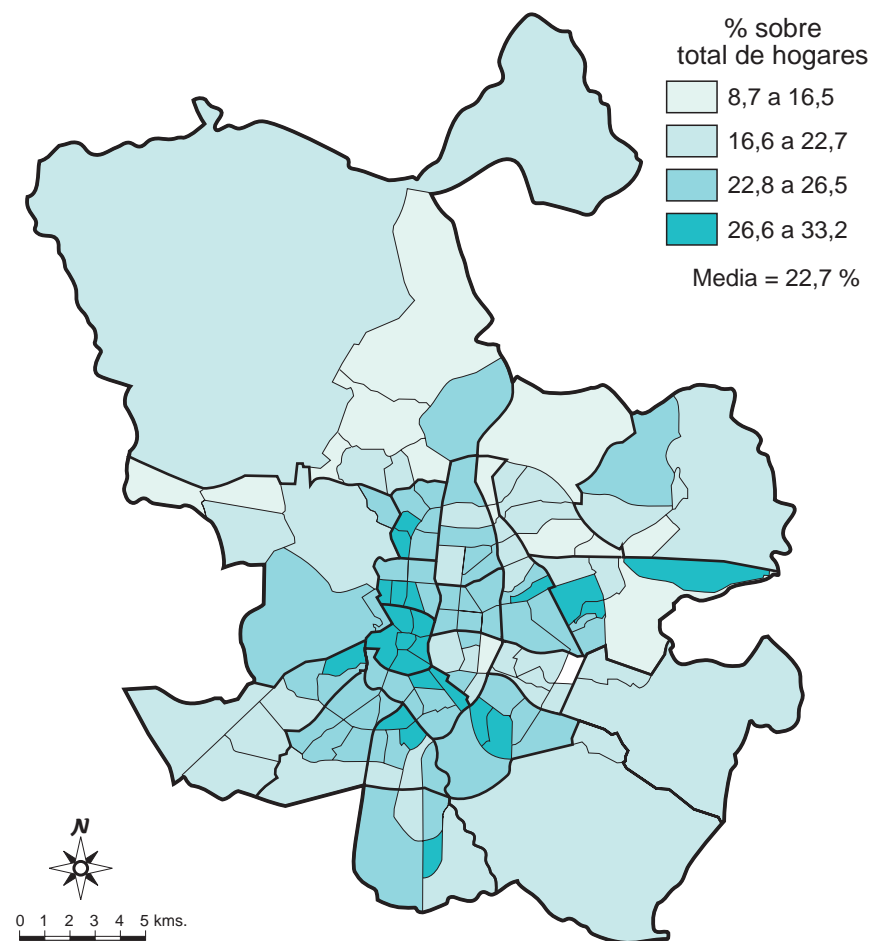 % sobre
total de hogares
8,7 a 16,5
16,6 a 22,7
22,8 a 26,5
26,6 a 33,2
Media = 22,7 %
N
0 1 2 3 4 5 kms.